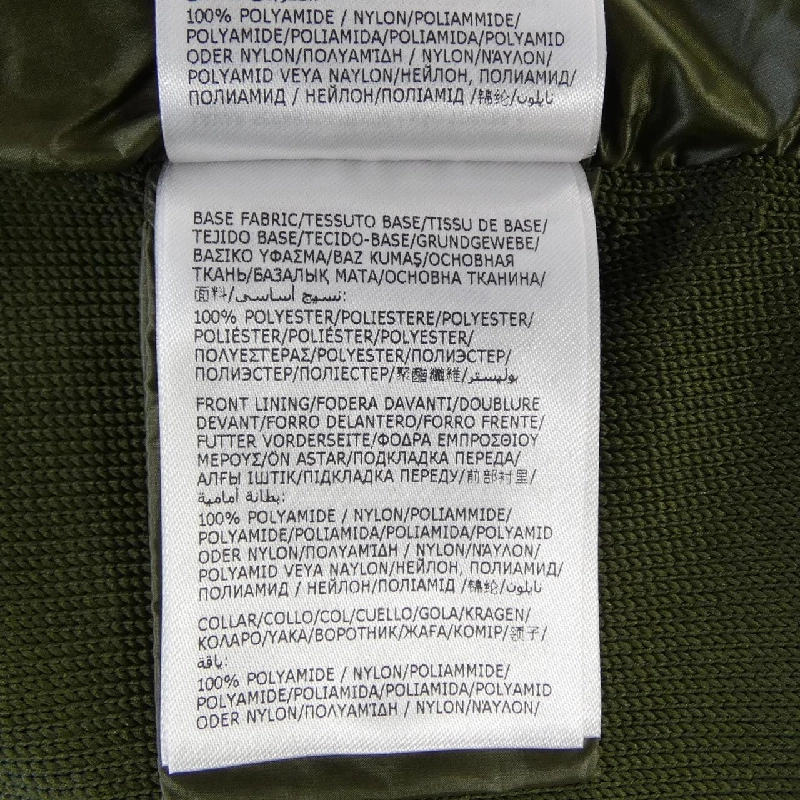 100% POLYAMIDE / NYLON/POLIAMMIDE/
POLYAMIDE/POLIAMIDA/POLIAMIDA/POLYAMID
ODER NYLON/ΠΟΛΥΑΜΊΔΗ / NYLON/ΝΆΥΛΟΝ/
POLYAMID VEYA NAYLON/НЕЙЛОН, ПОЛИАМИД/
ПОЛИАМИД / НЕЙЛОН/ПОЛІАМІД /锦纶/نايلون
BASE FABRIC/TESSUTO BASE/TISSU DE BASE/
TEJIDO BASE/TECIDO-BASE/GRUNDGEWEBE/
ΒΑΣΙΚΟ ΥΦΑΣΜΑ/BAZ KUMAŞ/ОСНОВНАЯ
ТКАНЬ/БАЗАЛЫҚ МАТА/ОСНОВНА ТКАНИНА/
面料/نسيج أساسي:
100% POLYESTER/POLIESTERE/POLYESTER/
POLIÉSTER/POLIÉSTER/POLYESTER/
ΠΟΛΥΕΣΤΕΡΑΣ/POLYESTER/ПОЛИЭСТЕР/
ПОЛИЭСТЕР/ПОЛІЕСТЕР/聚酯纖維/بوليستر
FRONT LINING/FODERA DAVANTI/DOUBLURE
DEVANT/FORRO DELANTERO/FORRO FRENTE/
FUTTER VORDERSEITE/ΦΟΔΡΑ ΕΜΠΡΟΣΘΙΟΥ
ΜΕΡΟΥΣ/ÖN ASTAR/ПОДКЛАДКА ПЕРЕДА/
АЛҒЫ ІШТІК/ПІДКЛАДКА ПЕРЕДУ/前部衬里/
بطانة أمامية:
100% POLYAMIDE / NYLON/POLIAMMIDE/
POLYAMIDE/POLIAMIDA/POLIAMIDA/POLYAMID
ODER NYLON/ΠΟΛΥΑΜΊΔΗ / NYLON/ΝΆΥΛΟΝ/
POLYAMID VEYA NAYLON/НЕЙЛОН, ПОЛИАМИД/
ПОЛИАМИД / НЕЙЛОН/ПОЛІАМІД /锦纶/نايلون
COLLAR/COLLO/COL/CUELLO/GOLA/KRAGEN/
ΚΟΛΑΡΟ/YAKA/ВОРОТНИК/ЖАҒА/КОМІР/领子/
ياقة:
100% POLYAMIDE / NYLON/POLIAMMIDE/
POLYAMIDE/POLIAMIDA/POLIAMIDA/POLYAMID
ODER NYLON/ΠΟΛΥΑΜΊΔΗ / NYLON/ΝΆΥΛΟΝ/